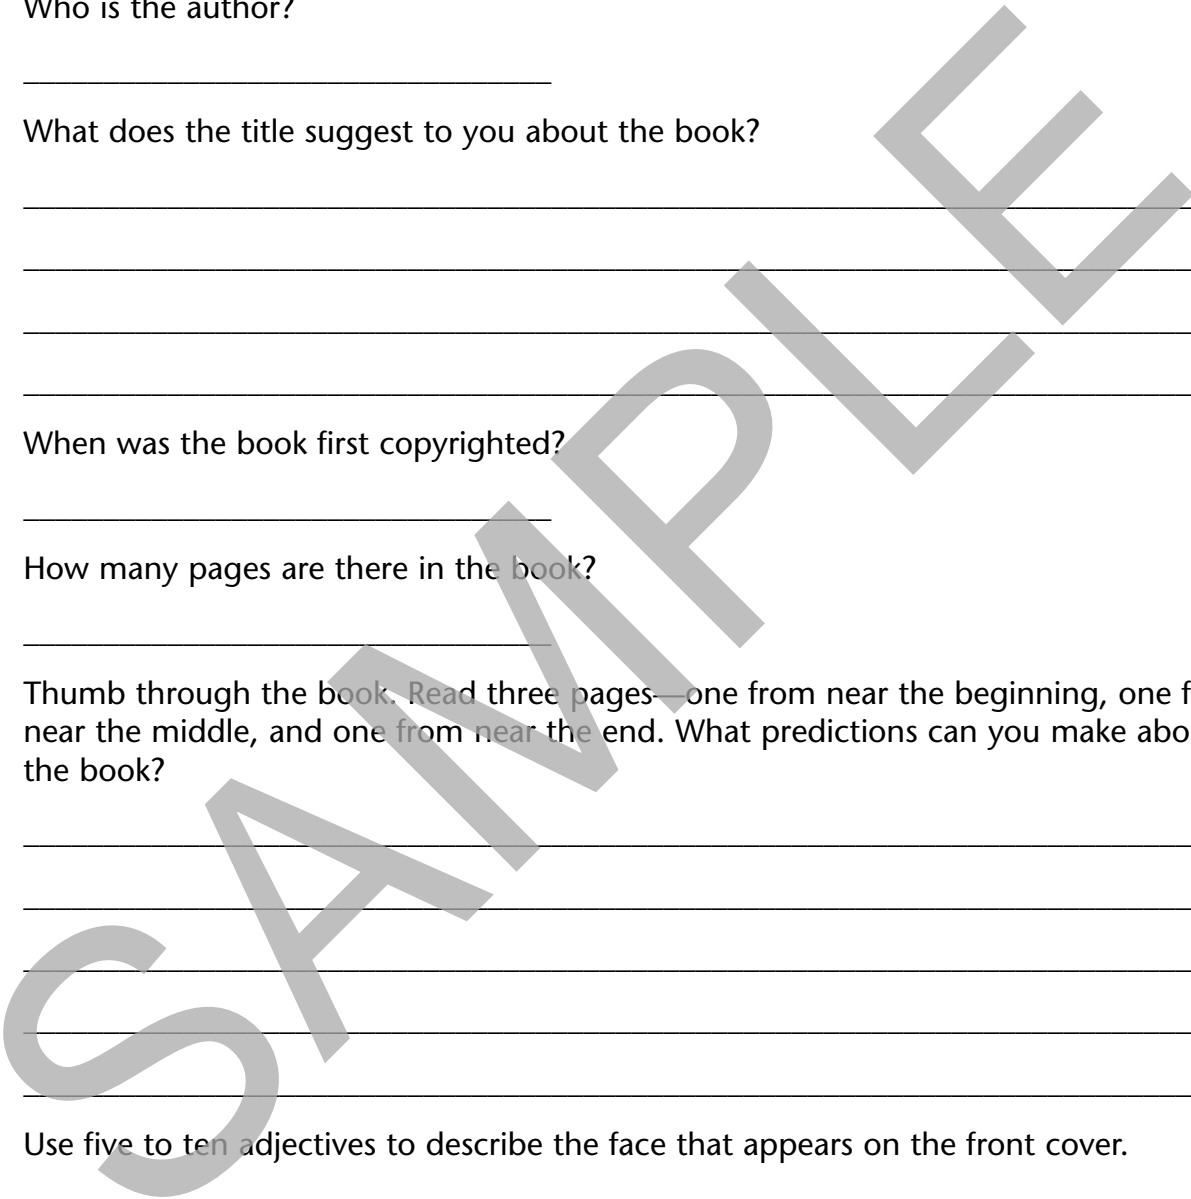 Who is the author?
What does the title suggest to you about the book?
When was the book first copyrighted?
How many pages are there in the book?
Thumb through the book. Read three pages—one from near the beginning, one f
near the middle, and one from near the end. What predictions can you make abo
the book?
Use five to ten adjectives to describe the face that appears on the front cover.
SAMPLE